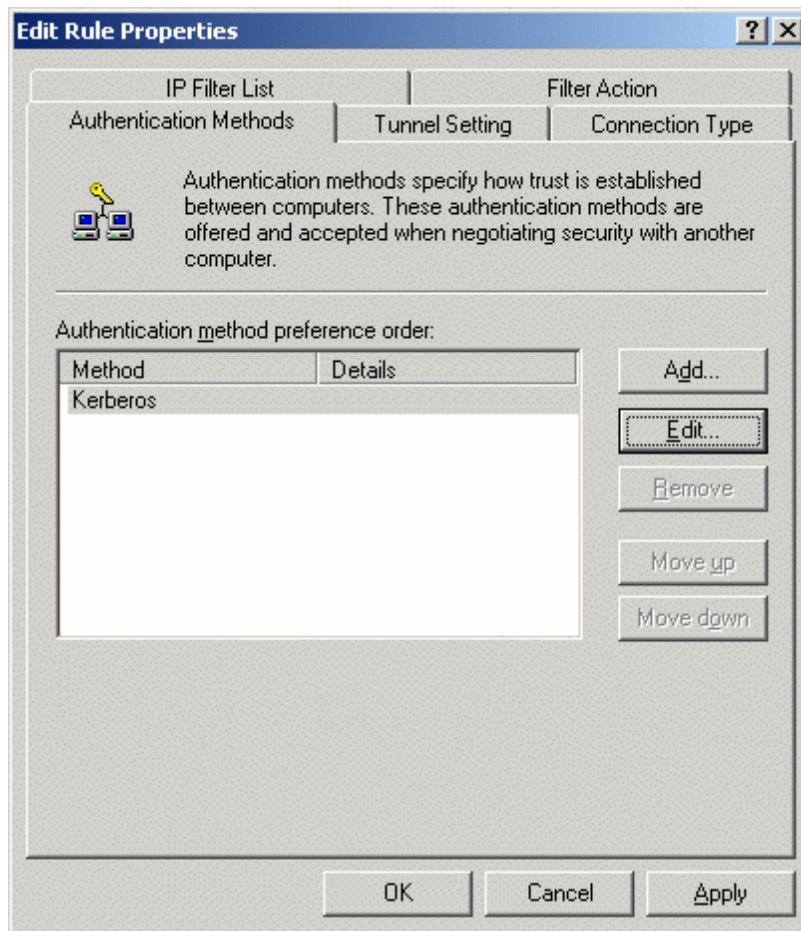 Edit Rule Properties
IP Filter List
Filter Action
Authentication Methods
Tunnel Setting
Connection Type
Authentication methods specify how trust is established
between computers. These authentication methods are
offered and accepted when negotiating security with another
computer.
Authentication method preference order:
Method
Details
Kerberos
Add...
Edit...
Remove
Move up
Move down
OK
Cancel
Apply